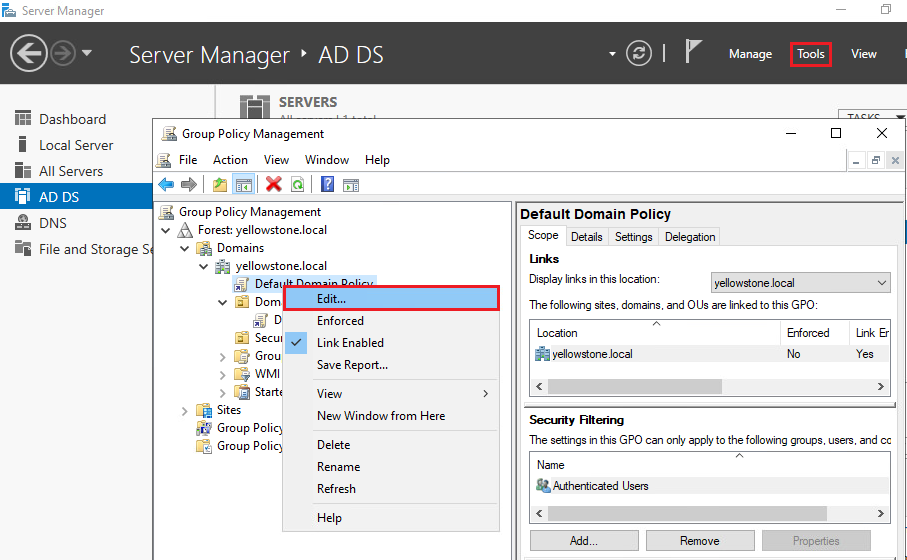 Server Manager
Server Manager
AD DS
Manage
Tools
View
Dashboard
Local Server
All Servers
AD DS
DNS
File and Storage Se
SERVERS
All servers | 1 total
TASKS
Group Policy Management
File Action View Window Help
Group Policy Management
Forest: yellowstone.local
Domains
yellowstone.local
Default Domain Policy
Dom
D
Secu
Grou
WMI
Starte
Sites
Group Policy
Group Policy
Edit...
Enforced
Link Enabled
Save Report...
View
New Window from Here
Delete
Rename
Refresh
Help
Default Domain Policy
Scope Details Settings Delegation
Links
Display links in this location: yellowstone.local
The following sites, domains, and OUs are linked to this GPO:
Location Enforced Link Er
yellowstone.local No Yes
Security Filtering
The settings in this GPO can only apply to the following groups, users, and co
Name
Authenticated Users
Add... Remove Properties